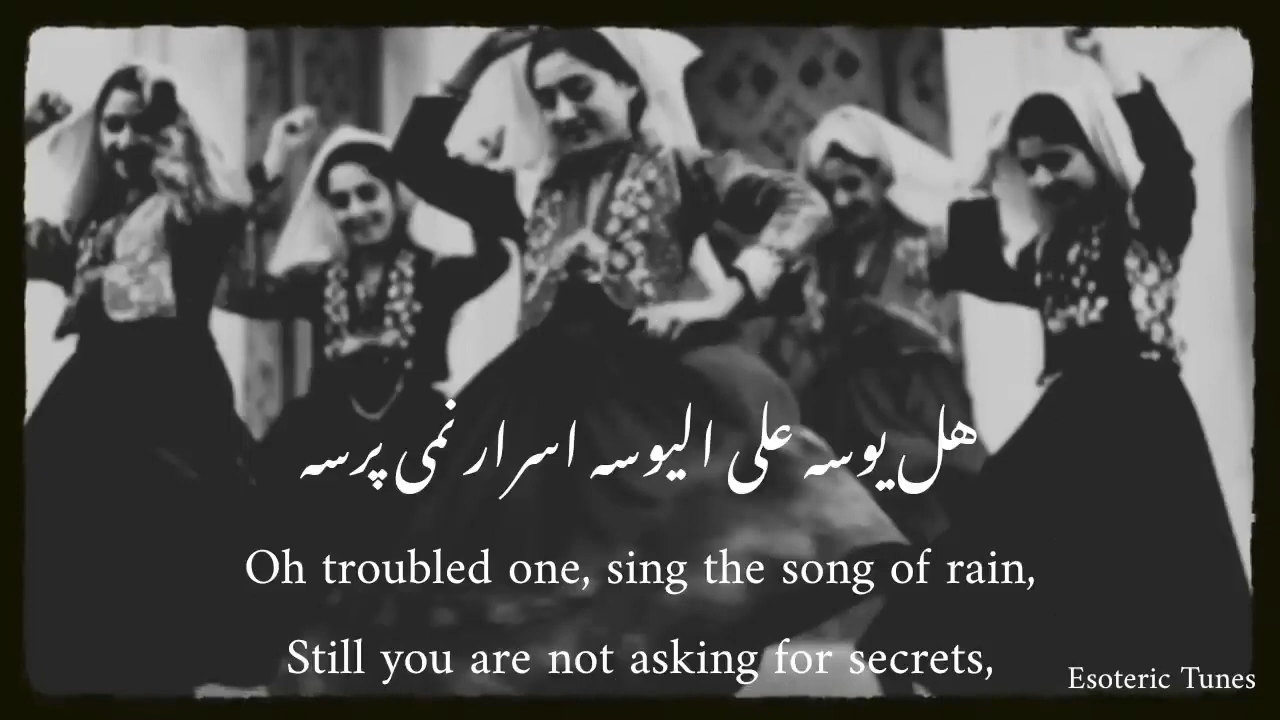 هل یوسه علی الیوسه اسرار نمی پرسه
Oh troubled one, sing the song of rain,
Still you are not asking for secrets,
Esoteric Tunes